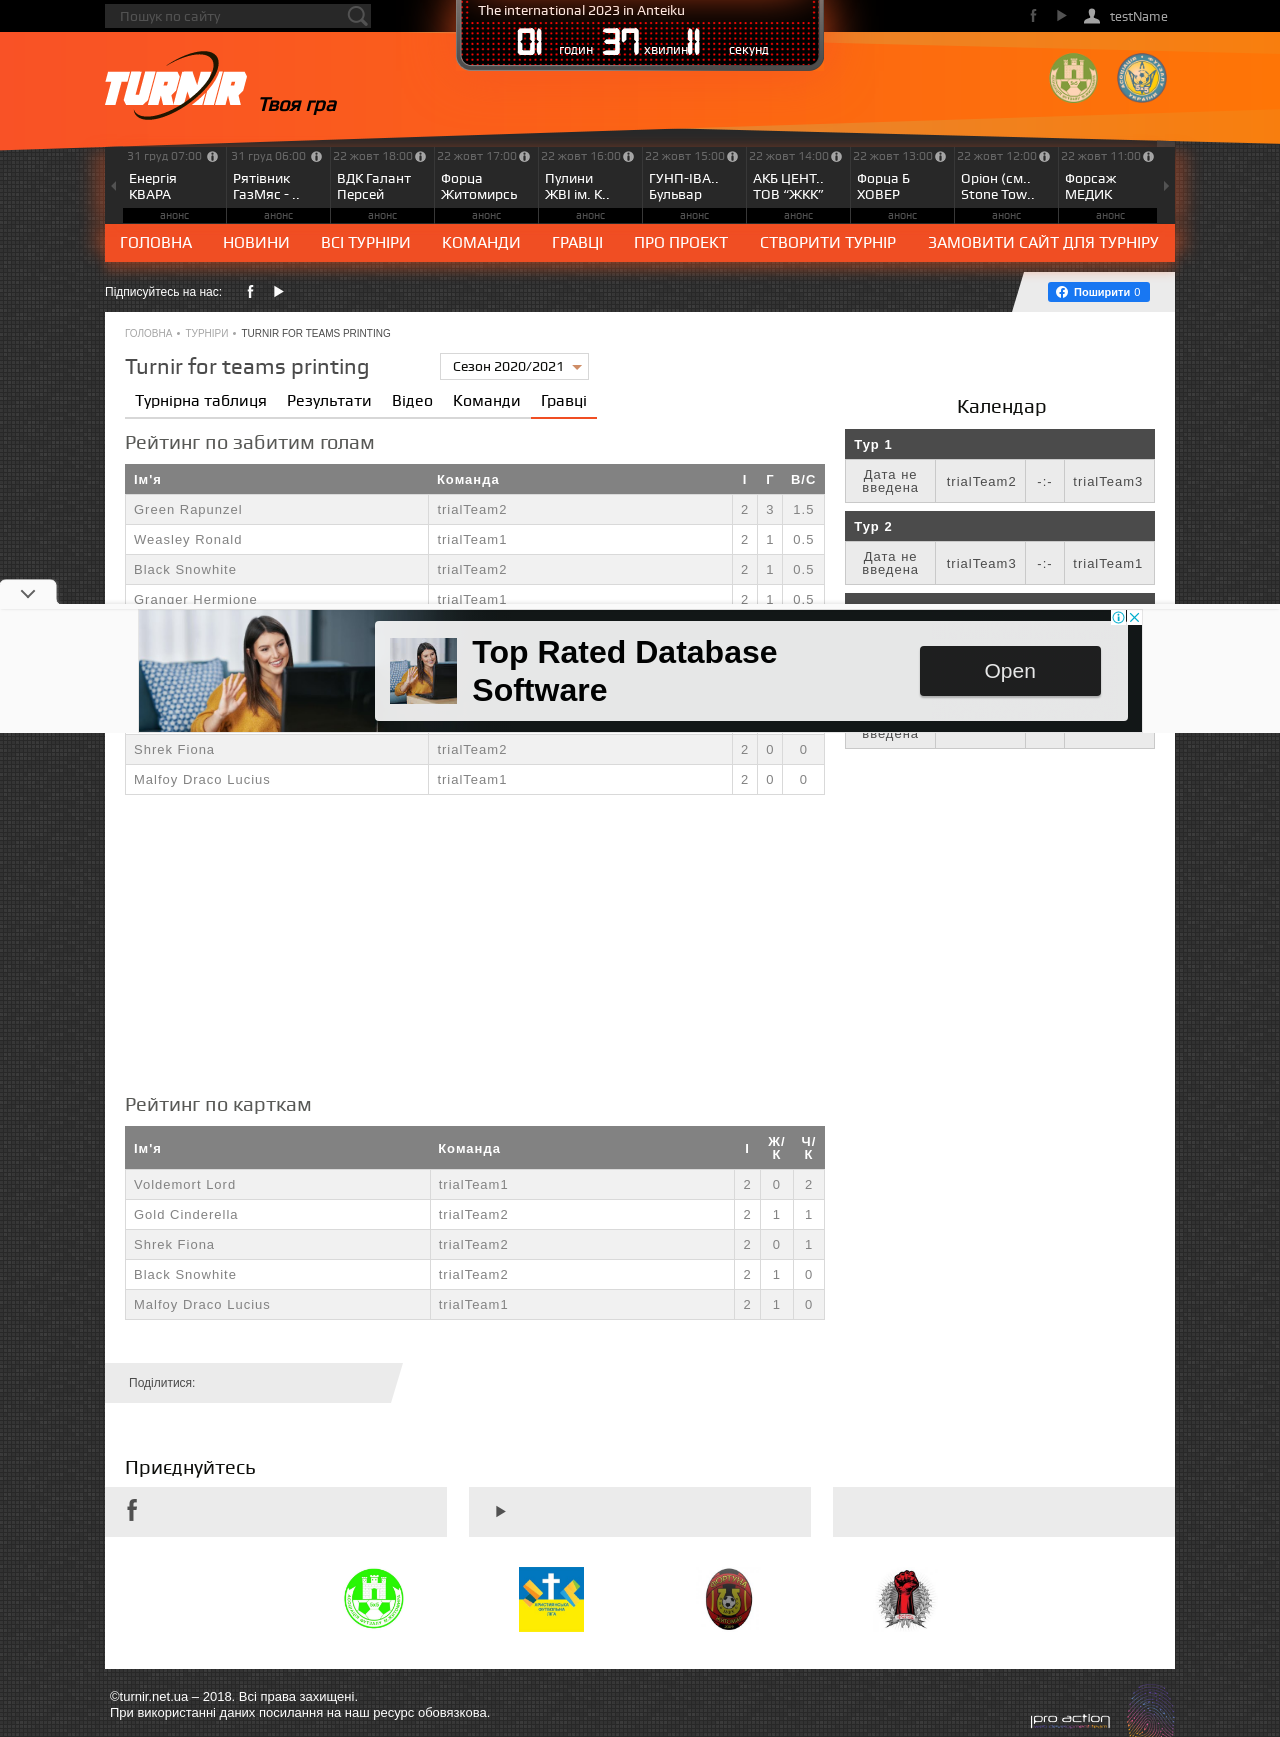 Пошук по сайту
The international 2023 in Anteiku
01 годин 37 хвилин 11 секунд
testName
TURNIR Твоя гра
31 груд 07:00
Енергія
КВАРА
анонс
31 груд 06:00
Рятівник
ГазМяс - ..
анонс
22 жовт 18:00
ВДК Галант
Персей
анонс
22 жовт 17:00
Форца
Житомирсь
анонс
22 жовт 16:00
Пулини
ЖВІ ім. К..
анонс
22 жовт 15:00
ГУНП-ІВА..
Бульвар
анонс
22 жовт 14:00
АКБ ЦЕНТ..
ТОВ “ЖКК”
анонс
22 жовт 13:00
Форца Б
ХОВЕР
анонс
22 жовт 12:00
Оріон (см..
Stone Tow..
анонс
22 жовт 11:00
Форсаж
МЕДИК
анонс
ГОЛОВНА НОВИНИ ВСІ ТУРНІРИ КОМАНДИ ГРАВЦІ ПРО ПРОЕКТ СТВОРИТИ ТУРНІР ЗАМОВИТИ САЙТ ДЛЯ ТУРНІРУ
Підписуйтесь на нас:
Поширити 0
ГОЛОВНА • ТУРНІРИ • TURNIR FOR TEAMS PRINTING
Turnir for teams printing
Сезон 2020/2021
Турнірна таблиця Результати Відео Команди Гравці
Рейтинг по забитим голам
Ім'я Команда І Г В/С
Green Rapunzel trialTeam2 2 3 1.5
Weasley Ronald trialTeam1 2 1 0.5
Black Snowhite trialTeam2 2 1 0.5
Granger Hermione trialTeam1 2 1 0.5
Shrek Fiona trialTeam2 2 0 0
Malfoy Draco Lucius trialTeam1 2 0 0
Календар
Тур 1
Дата не введена trialTeam2 -:- trialTeam3
Тур 2
Дата не введена trialTeam3 -:- trialTeam1
введена
Top Rated Database
Software
Open
Рейтинг по карткам
Ім'я Команда І Ж/К Ч/К
Voldemort Lord trialTeam1 2 0 2
Gold Cinderella trialTeam2 2 1 1
Shrek Fiona trialTeam2 2 0 1
Black Snowhite trialTeam2 2 1 0
Malfoy Draco Lucius trialTeam1 2 1 0
Поділитися:
Приєднуйтесь
©turnir.net.ua – 2018. Всі права захищені.
При використанні даних посилання на наш ресурс обовязкова.
pro action